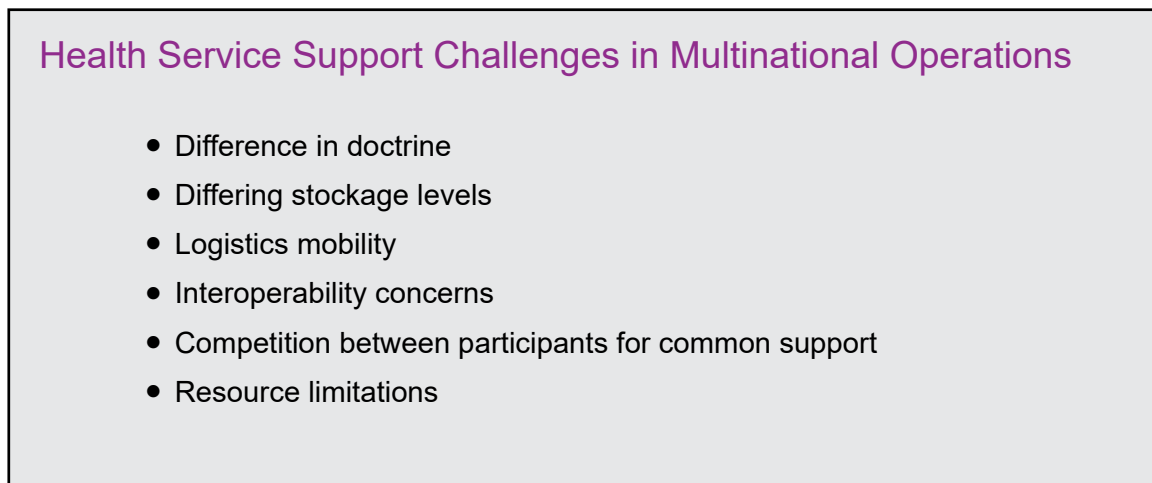 Health Service Support Challenges in Multinational Operations
• Difference in doctrine
• Differing stockage levels
• Logistics mobility
• Interoperability concerns
• Competition between participants for common support
• Resource limitations